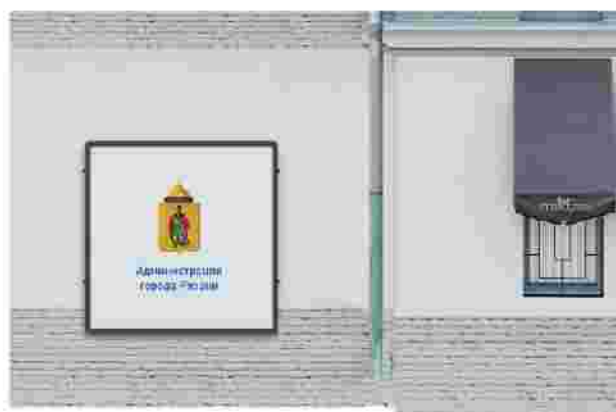 Администрация
города Рязани